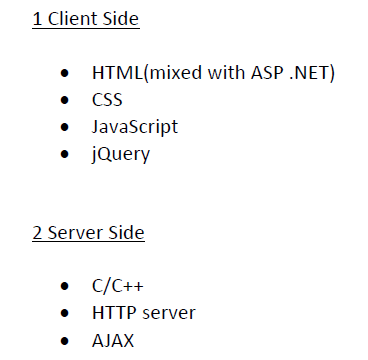 1 Client Side
• HTML(mixed with ASP .NET)
• CSS
• JavaScript
• jQuery
2 Server Side
• C/C++
• HTTP server
• AJAX